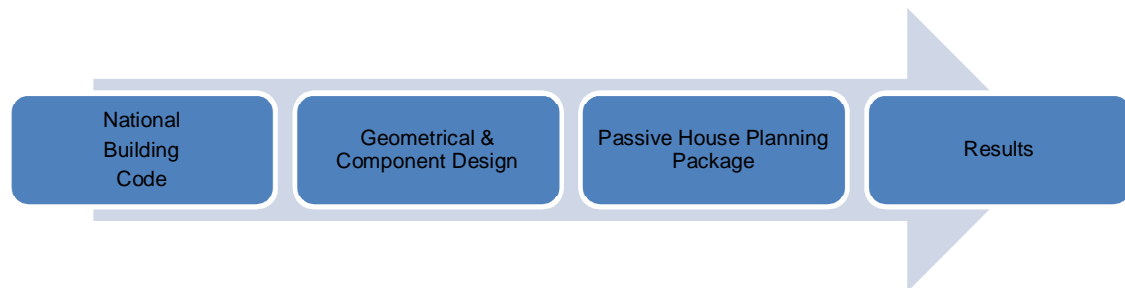 National
Building
Code
Geometrical &
Component Design
Passive House Planning
Package
Results